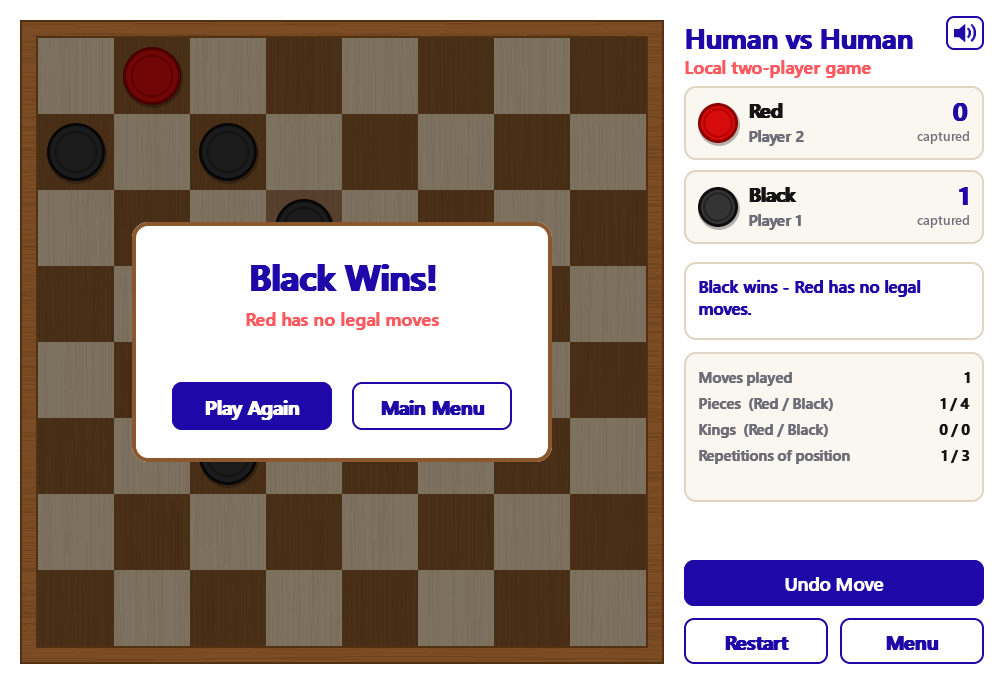 Human vs Human
Local two-player game
Red
0
Player 2
captured
Black
1
Player 1
captured
Black wins - Red has no legal
moves.
Moves played 1
Pieces (Red / Black) 1 / 4
Kings (Red / Black) 0 / 0
Repetitions of position 1 / 3
Undo Move
Restart
Menu
Black Wins!
Red has no legal moves
Play Again
Main Menu